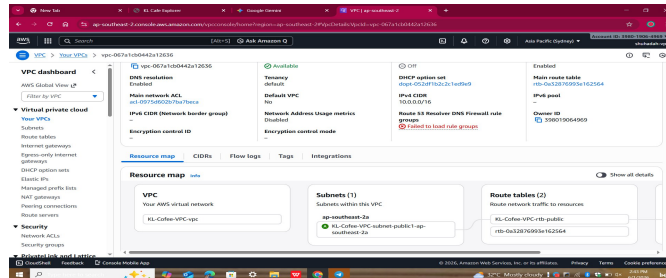 New Tab
KL Cafe Explorer
Google Gemini
VPC | ap-southeast-2
ap-southeast-2.console.aws.amazon.com/vpcconsole/home?region=ap-southeast-2#VpcDetails:VpcId=vpc-067a1cb0442a12636
aws
Search
[Alt+S]
Ask Amazon Q
Asia Pacific (Sydney)
VPC > Your VPCs > vpc-067a1cb0442a12636
VPC dashboard
AWS Global View
Filter by VPC
Virtual private cloud
Your VPCs
Subnets
Route tables
Internet gateways
Egress-only internet gateways
DHCP option sets
Elastic IPs
Managed prefix lists
NAT gateways
Peering connections
Route servers
Security
Network ACLs
Security groups
PrivateLink and Lattice
vpc-067a1cb0442a12636
Available
Off
Enabled
DNS resolution
Enabled
Tenancy
default
DHCP option set
dopt-052df1b2c2c1ed9e9
Main route table
rtb-0a32876993e162564
Main network ACL
acl-0975d602b7ba7beca
Default VPC
No
IPv4 CIDR
10.0.0.0/16
IPv6 pool
–
IPv6 CIDR (Network border group)
–
Network Address Usage metrics
Disabled
Route 53 Resolver DNS Firewall rule groups
Failed to load rule groups
Owner ID
398019064969
Encryption control ID
–
Encryption control mode
–
Resource map
CIDRs
Flow logs
Tags
Integrations
Resource map Info
Show all details
VPC
Your AWS virtual network
KL-Cofee-VPC-vpc
Subnets (1)
Subnets within this VPC
ap-southeast-2a
KL-Cofee-VPC-subnet-public1-ap-southeast-2a
Route tables (2)
Route network traffic to resources
KL-Cofee-VPC-rtb-public
rtb-0a32876993e162564
CloudShell
Feedback
Console Mobile App
© 2026, Amazon Web Services, Inc. or its affiliates.
Privacy
Terms
Cookie preferences
12°C Mostly cloudy
2:45 PM